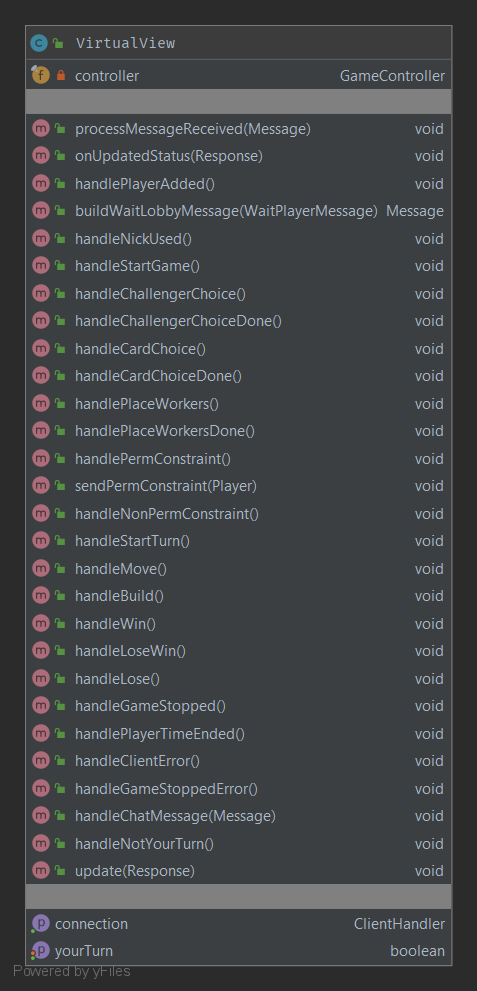 VirtualView
controller GameController
processMessageReceived(Message) void
onUpdatedStatus(Response) void
handlePlayerAdded() void
buildWaitLobbyMessage(WaitPlayerMessage) Message
handleNickUsed() void
handleStartGame() void
handleChallengerChoice() void
handleChallengerChoiceDone() void
handleCardChoice() void
handleCardChoiceDone() void
handlePlaceWorkers() void
handlePlaceWorkersDone() void
handlePermConstraint() void
sendPermConstraint(Player) void
handleNonPermConstraint() void
handleStartTurn() void
handleMove() void
handleBuild() void
handleWin() void
handleLoseWin() void
handleLose() void
handleGameStopped() void
handlePlayerTimeEnded() void
handleClientError() void
handleGameStoppedError() void
handleChatMessage(Message) void
handleNotYourTurn() void
update(Response) void
connection ClientHandler
yourTurn boolean
Powered by yFiles